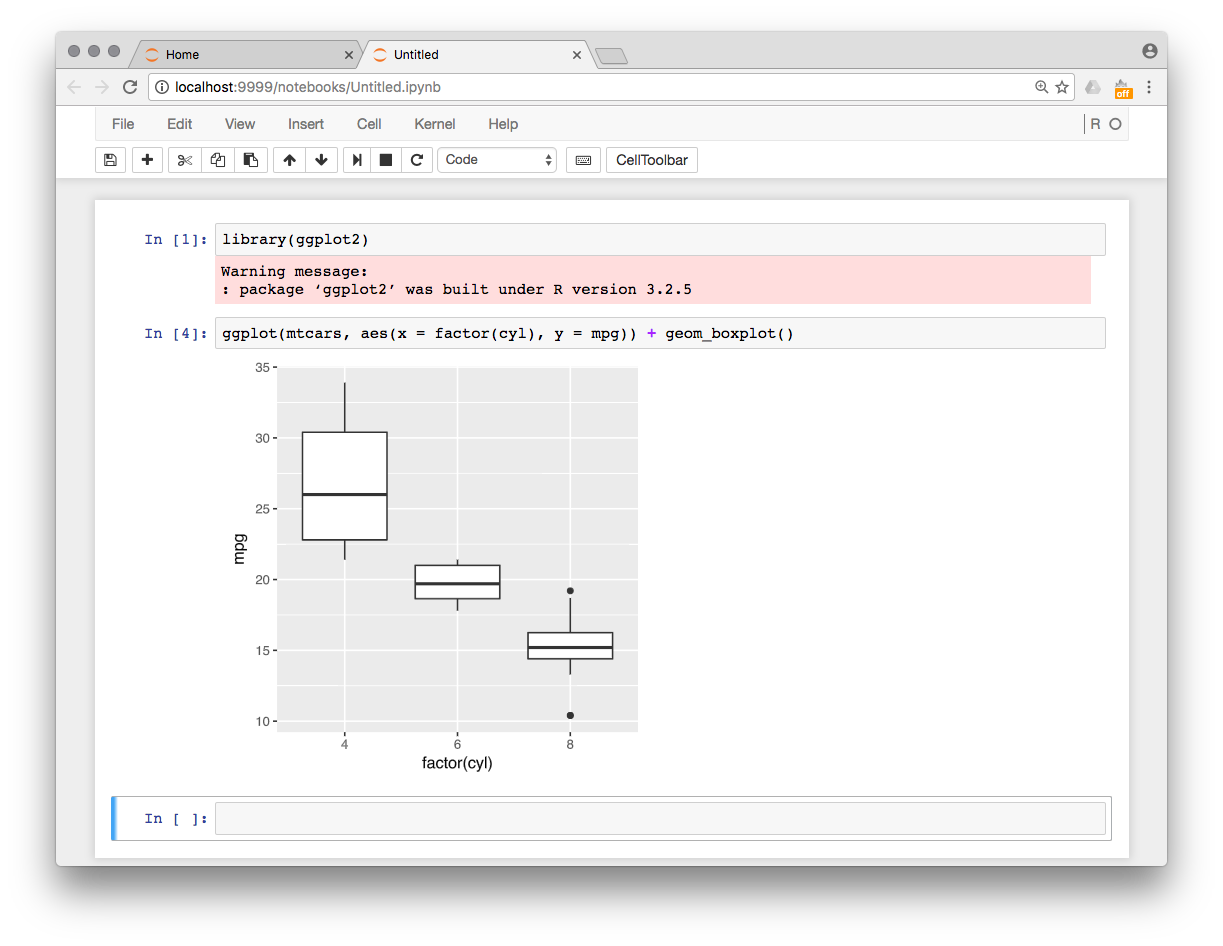 Home
Untitled
localhost:9999/notebooks/Untitled.ipynb
off
File Edit View Insert Cell Kernel Help
R
Code
CellToolbar
In [1]: library(ggplot2)
Warning message:
: package ‘ggplot2’ was built under R version 3.2.5
In [4]: ggplot(mtcars, aes(x = factor(cyl), y = mpg)) + geom_boxplot()
35
30
25
20
15
10
mpg
4 6 8
factor(cyl)
In [ ]: